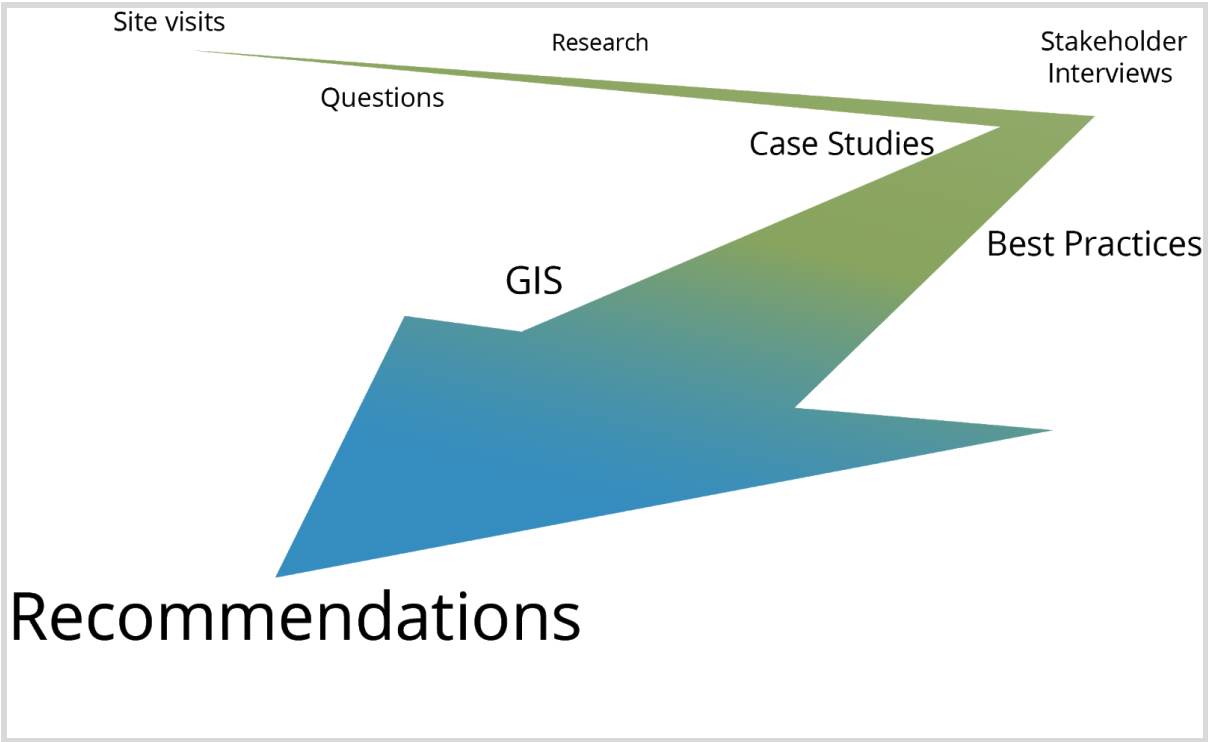 Site visits
Research
Stakeholder
Interviews
Questions
Case Studies
Best Practices
GIS
Recommendations